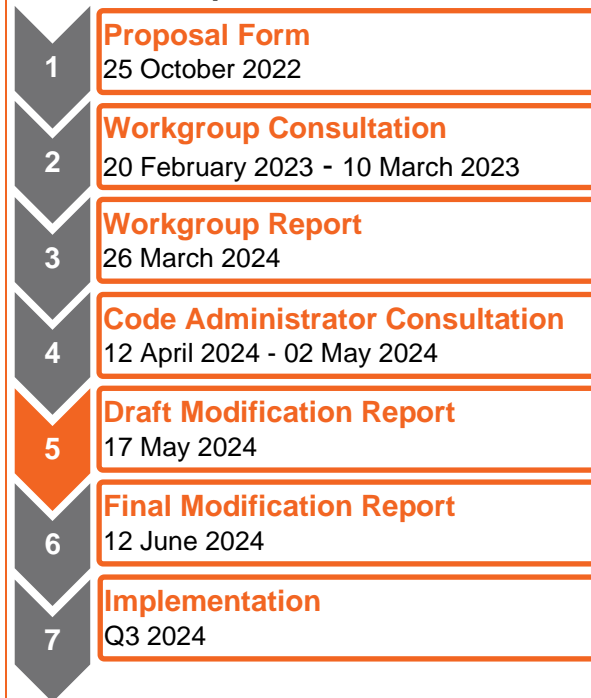 1
Proposal Form
25 October 2022
2
Workgroup Consultation
20 February 2023 - 10 March 2023
3
Workgroup Report
26 March 2024
4
Code Administrator Consultation
12 April 2024 - 02 May 2024
5
Draft Modification Report
17 May 2024
6
Final Modification Report
12 June 2024
7
Implementation
Q3 2024